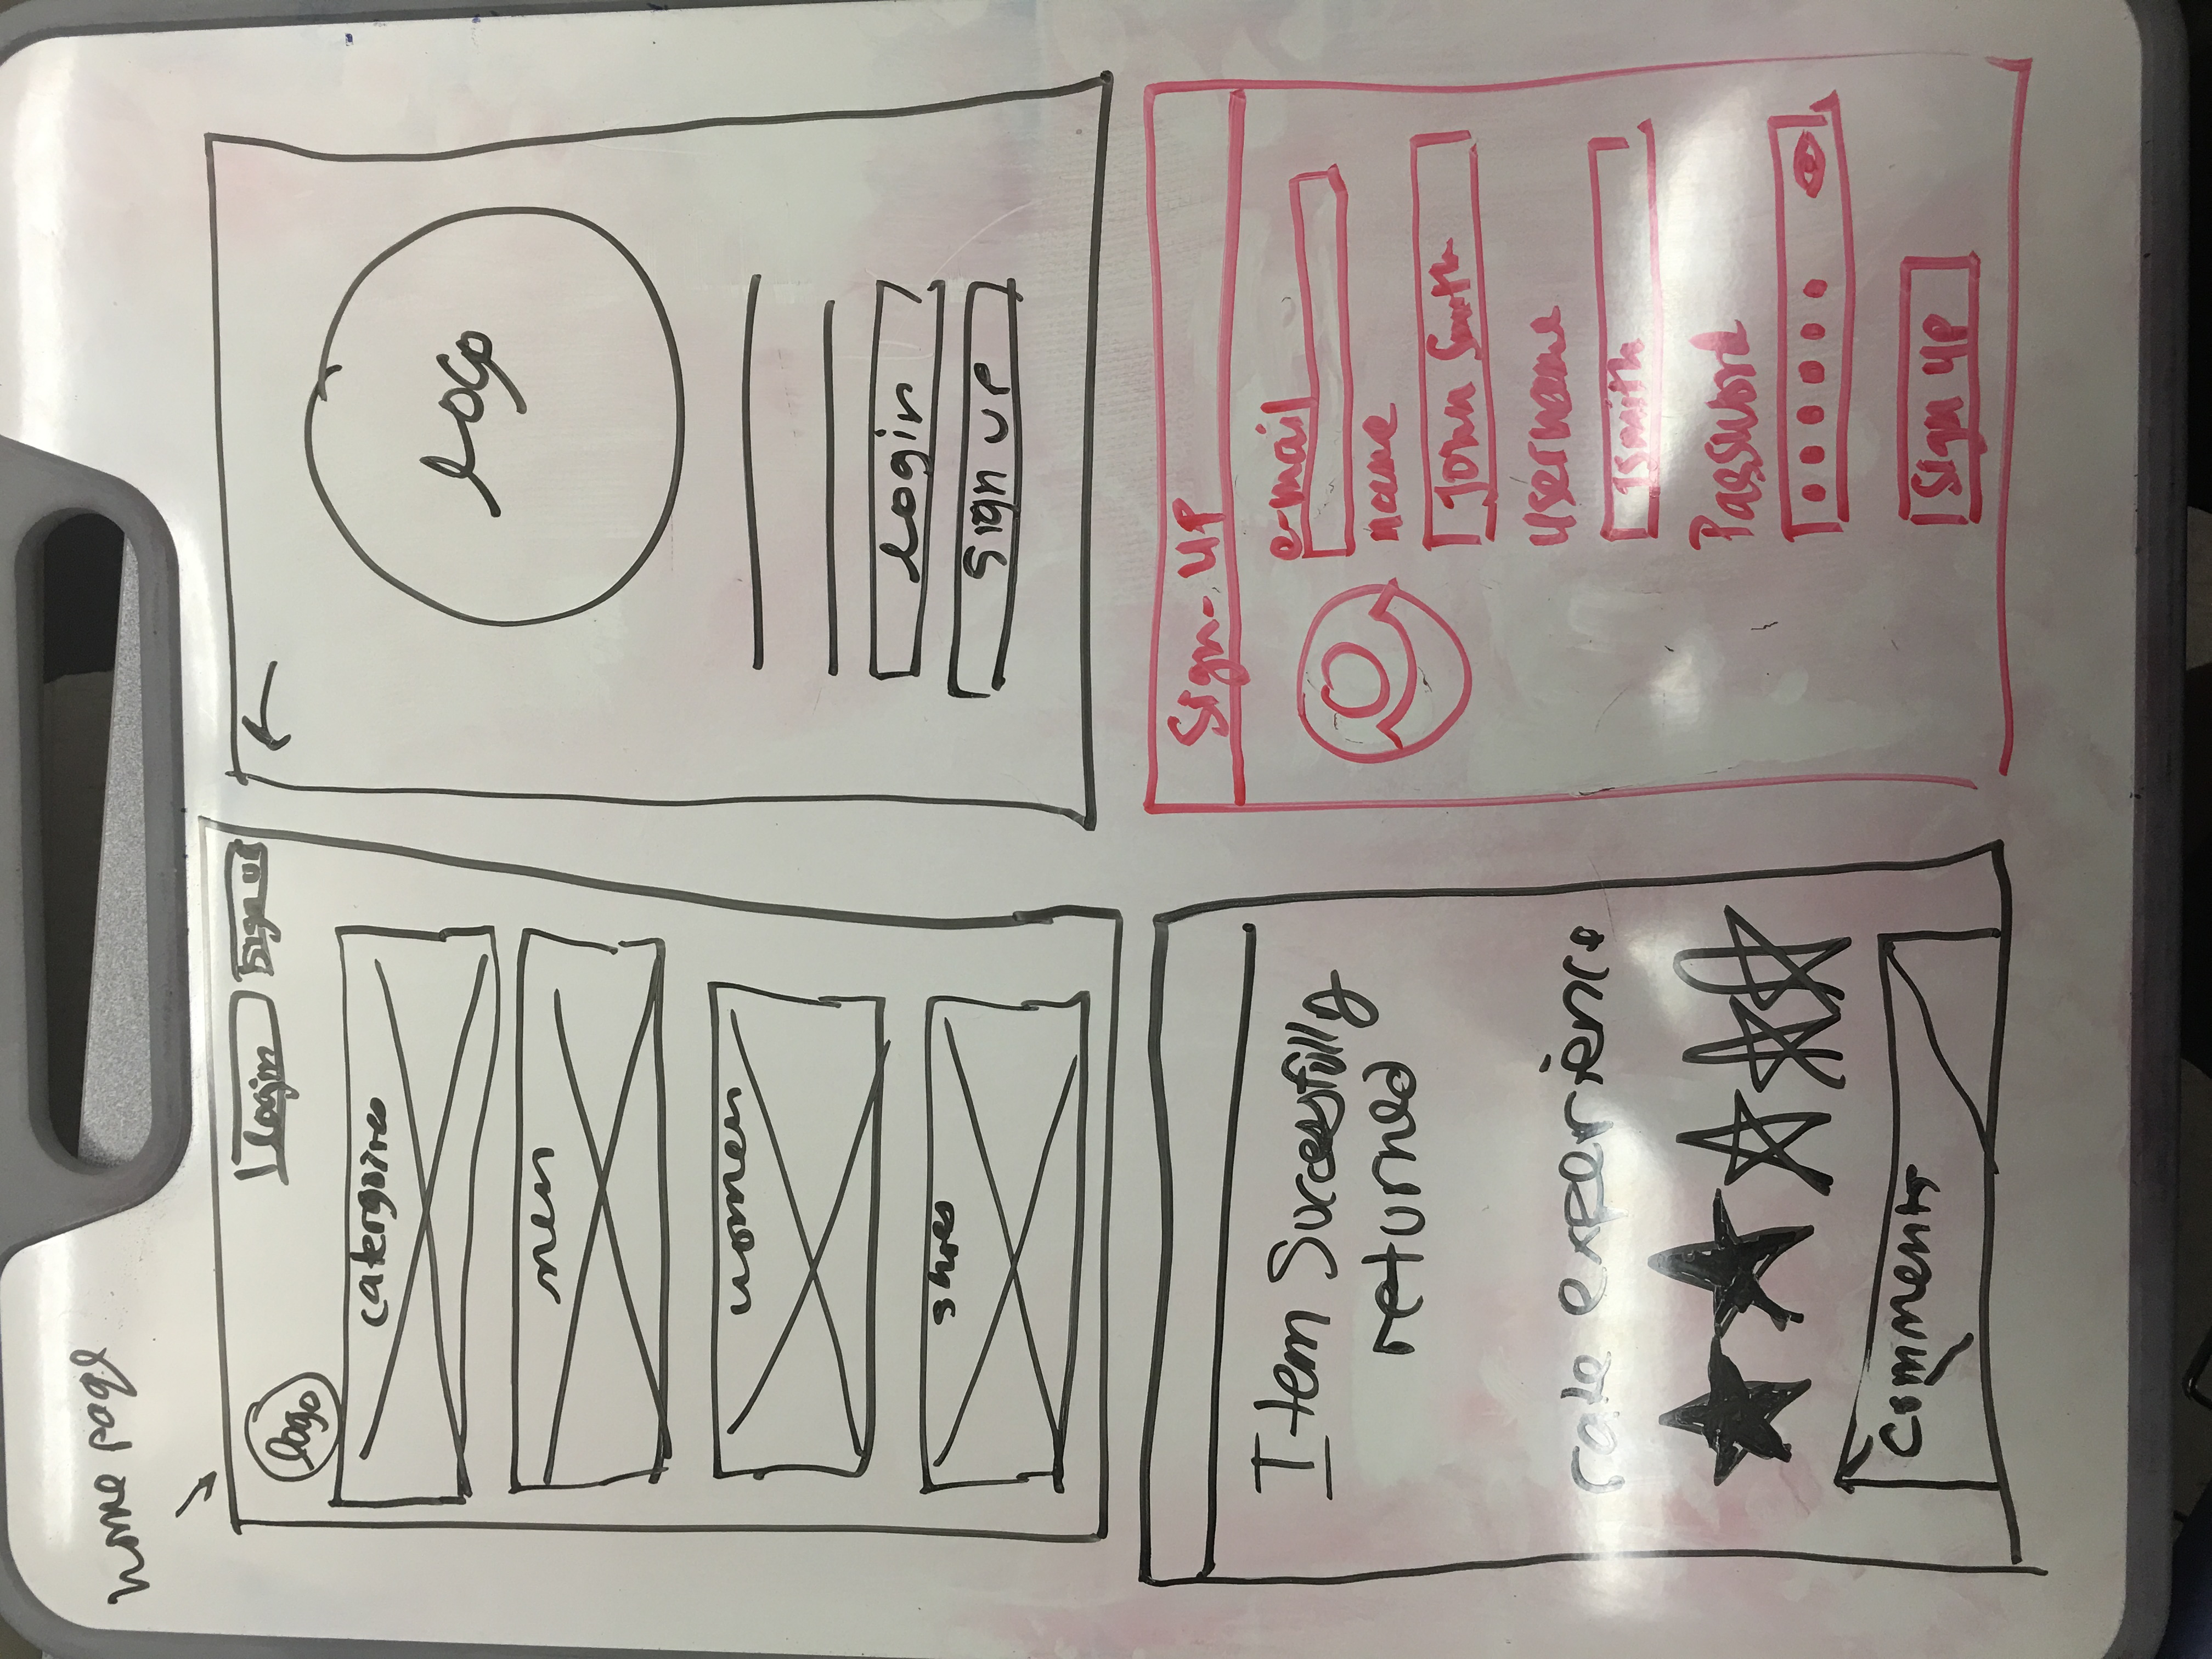 home page
logo
Login
Sign up
catergoires
men
women
shoes
logo
login
sign up
Item Successfully
returned
rate experience
Comments
Sign-UP
e-mail
name
John Smith
Username
JSmith
Password
Sign up